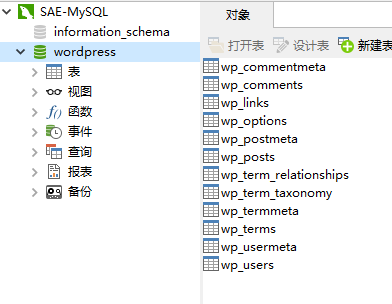 SAE-MySQL
information_schema
wordpress
表
视图
f() 函数
事件
查询
报表
备份
对象
打开表 设计表 新建表
wp_commentmeta
wp_comments
wp_links
wp_options
wp_postmeta
wp_posts
wp_term_relationships
wp_term_taxonomy
wp_termmeta
wp_terms
wp_usermeta
wp_users